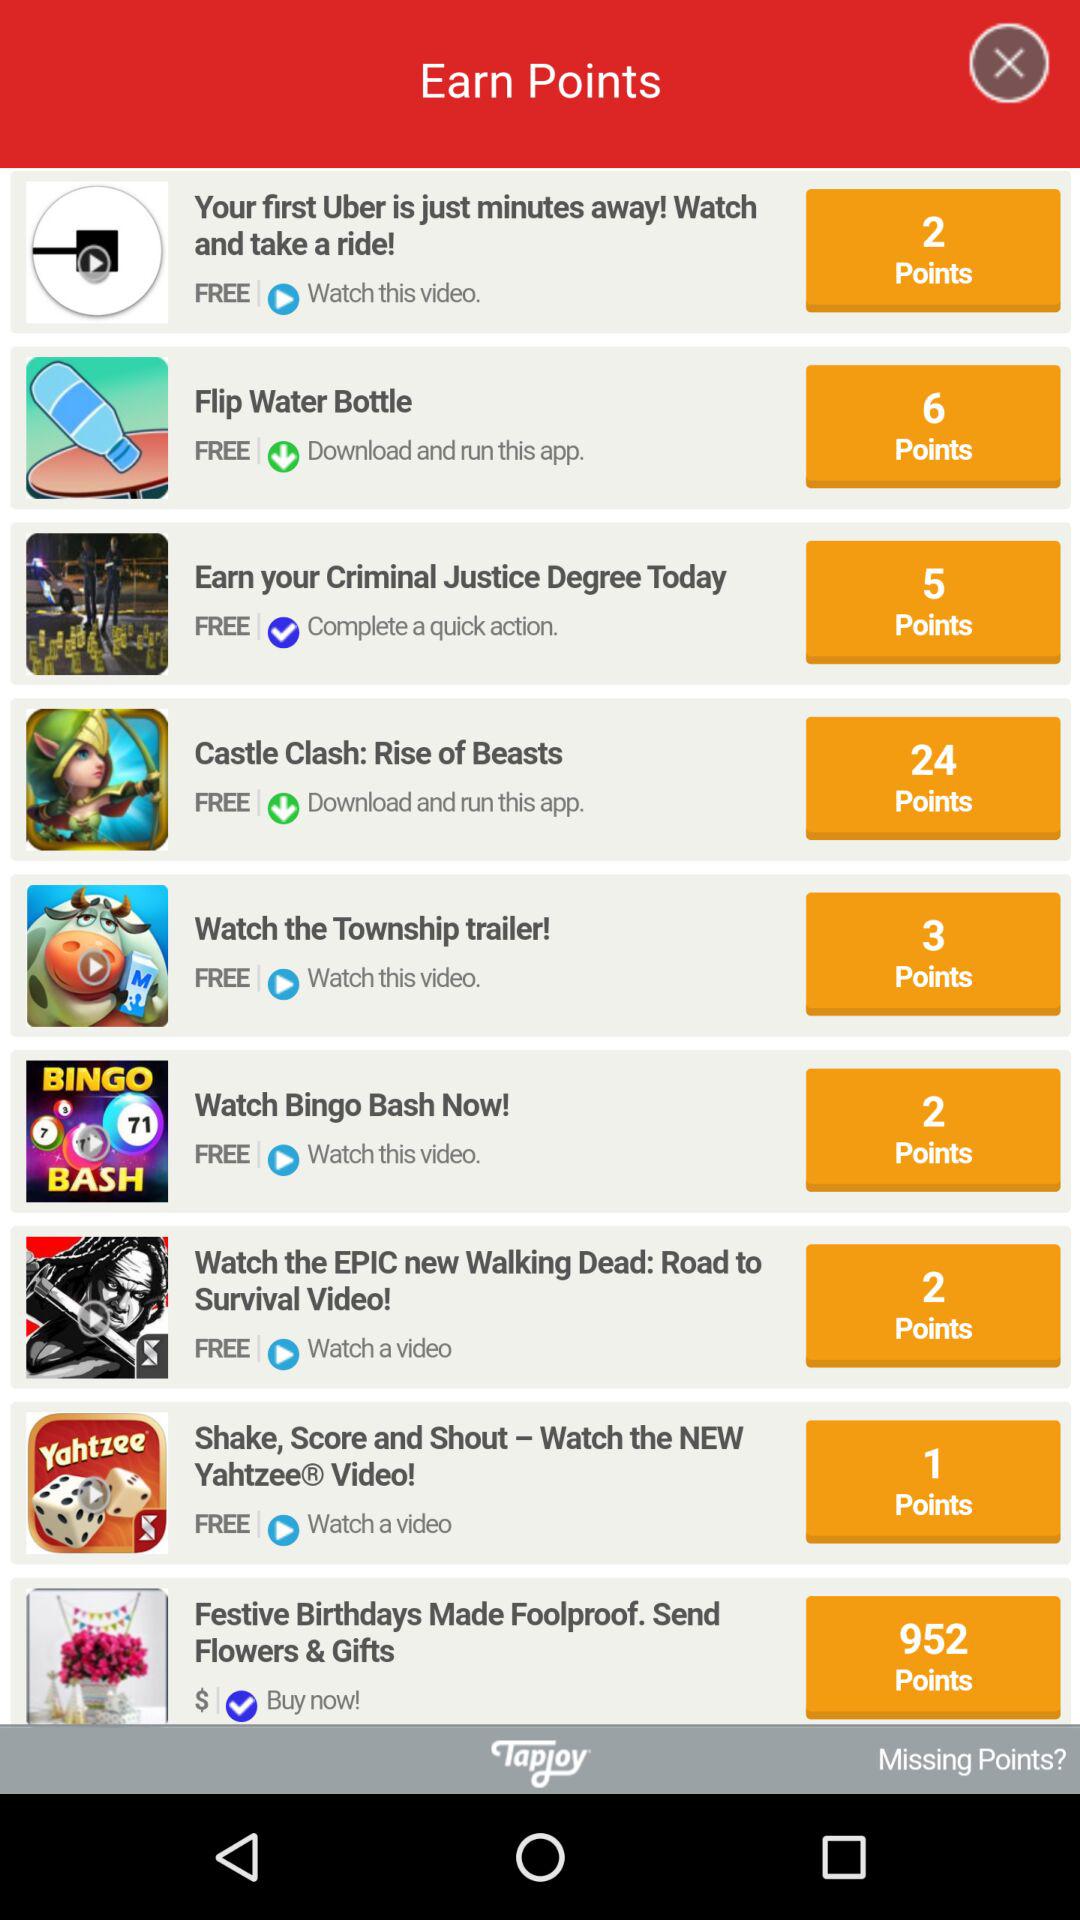 Earn Points
Your first Uber is just minutes away! Watch
and take a ride!
FREE Watch this video.
2
Points
Flip Water Bottle
FREE Download and run this app.
6
Points
Earn your Criminal Justice Degree Today
FREE Complete a quick action.
5
Points
Castle Clash: Rise of Beasts
FREE Download and run this app.
24
Points
M
Watch the Township trailer!
FREE Watch this video.
3
Points
BINGO
3
7
71
BASH
Watch Bingo Bash Now!
FREE Watch this video.
2
Points
Watch the EPIC new Walking Dead: Road to
Survival Video!
FREE Watch a video
2
Points
Yahtzee
Shake, Score and Shout – Watch the NEW
Yahtzee® Video!
FREE Watch a video
1
Points
Festive Birthdays Made Foolproof. Send
Flowers & Gifts
$ Buy now!
952
Points
Tapjoy
Missing Points?